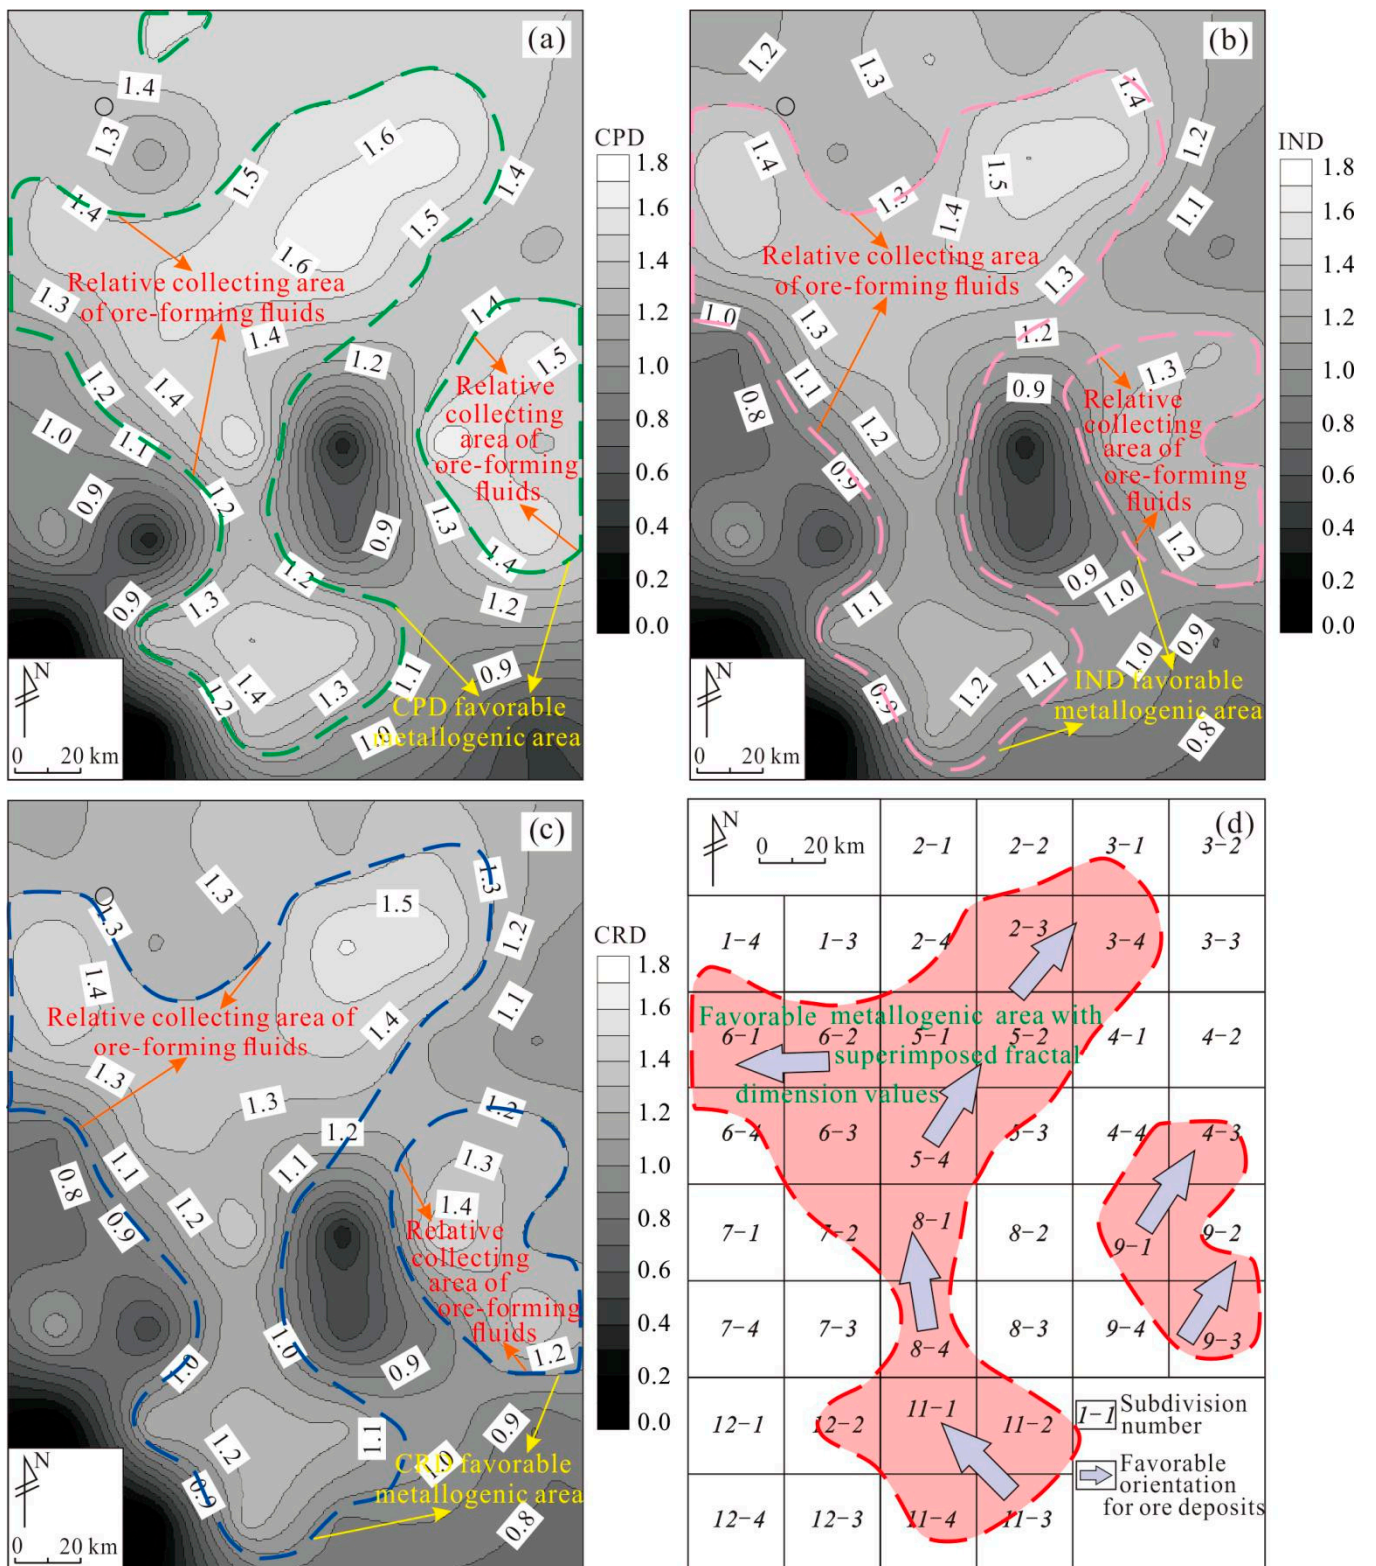 (a)
1.4
1.3
1.6
1.5
1.4
1.4
1.5
1.6
1.3
Relative collecting area
of ore-forming fluids
1.4
1.4
1.2
1.5
1.2
1.4
Relative
collecting
area of
ore-forming
fluids
1.0
1.1
0.9
1.2
0.9
1.3
1.4
1.2
1.2
0.9
1.3
1.1
0.9
1.4
1.3
1.2
CPD favorable
metallogenic area
1.0
N
0 20 km
CPD
1.8
1.6
1.4
1.2
1.0
0.8
0.6
0.4
0.2
0.0
(b)
1.2
1.3
1.4
1.2
1.4
1.5
1.3
1.4
1.1
Relative collecting area
of ore-forming fluids
1.3
1.0
1.3
1.2
1.3
1.1
0.9
0.8
Relative
collecting
area of
ore-forming
fluids
1.2
0.9
1.2
0.9
1.0
1.1
0.9
1.0
1.1
1.2
0.9
IND favorable
metallogenic area
0.8
N
0 20 km
IND
1.8
1.6
1.4
1.2
1.0
0.8
0.6
0.4
0.2
0.0
(c)
1.3
1.3
1.3
1.5
1.2
1.4
1.1
Relative collecting area of
ore-forming fluids
1.4
1.3
1.3
1.2
1.2
1.1
1.1
1.3
0.8
1.2
1.4
0.9
Relative
collecting
area of
ore-forming
fluids
1.0
1.0
0.9
1.2
1.1
0.9
1.2
1.0
0.9
CRD favorable
metallogenic area
0.8
N
0 20 km
CRD
1.8
1.6
1.4
1.2
1.0
0.8
0.6
0.4
0.2
0.0
(d)
N
0 20 km
2-1 2-2 3-1 3-2
1-4 1-3 2-4 2-3 3-4 3-3
Favorable metallogenic area with
6-1 6-2 5-1 5-2 4-1 4-2
superimposed fractal
dimension values
6-4 6-3 5-4 5-3 4-4 4-3
7-1 7-2 8-1 8-2 9-1 9-2
7-4 7-3 8-4 8-3 9-4 9-3
12-1 12-2 11-1 11-2
12-4 12-3 11-4 11-3
1-1 Subdivision
number
Favorable
orientation
for ore deposits